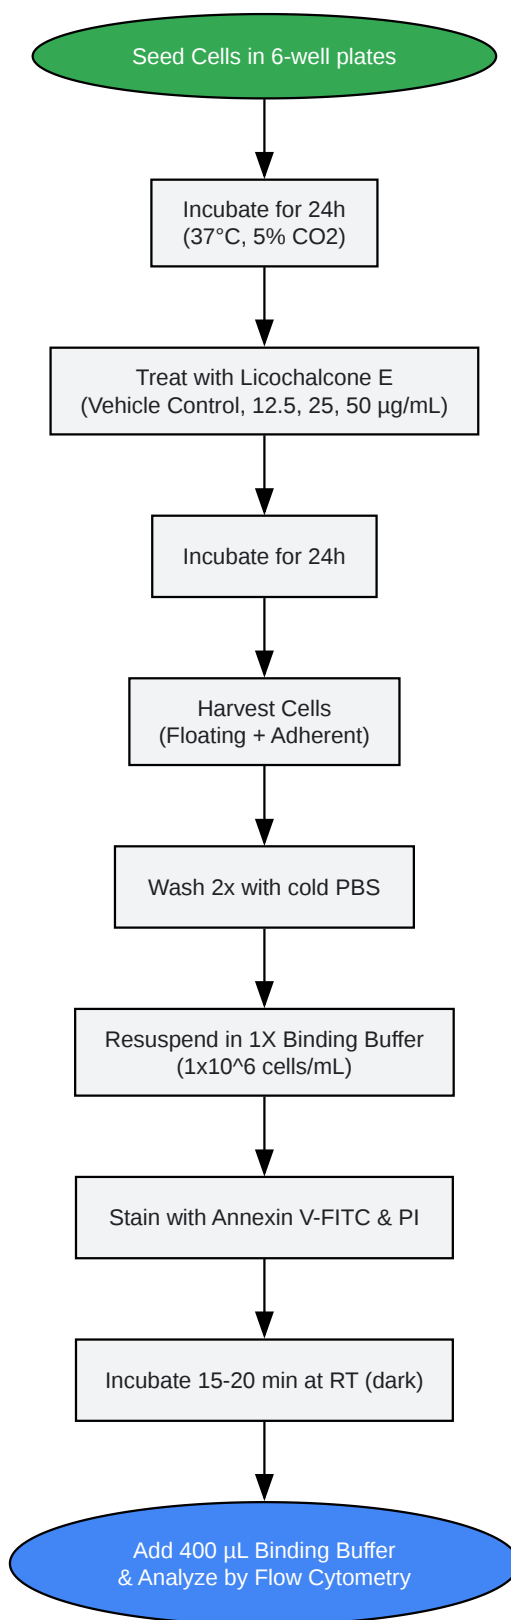 Seed Cells in 6-well plates
Incubate for 24h
(37°C, 5% CO2)
Treat with Licochalcone E
(Vehicle Control, 12.5, 25, 50 µg/mL)
Incubate for 24h
Harvest Cells
(Floating + Adherent)
Wash 2x with cold PBS
Resuspend in 1X Binding Buffer
(1x10^6 cells/mL)
Stain with Annexin V-FITC & PI
Incubate 15-20 min at RT (dark)
Add 400 µL Binding Buffer
& Analyze by Flow Cytometry